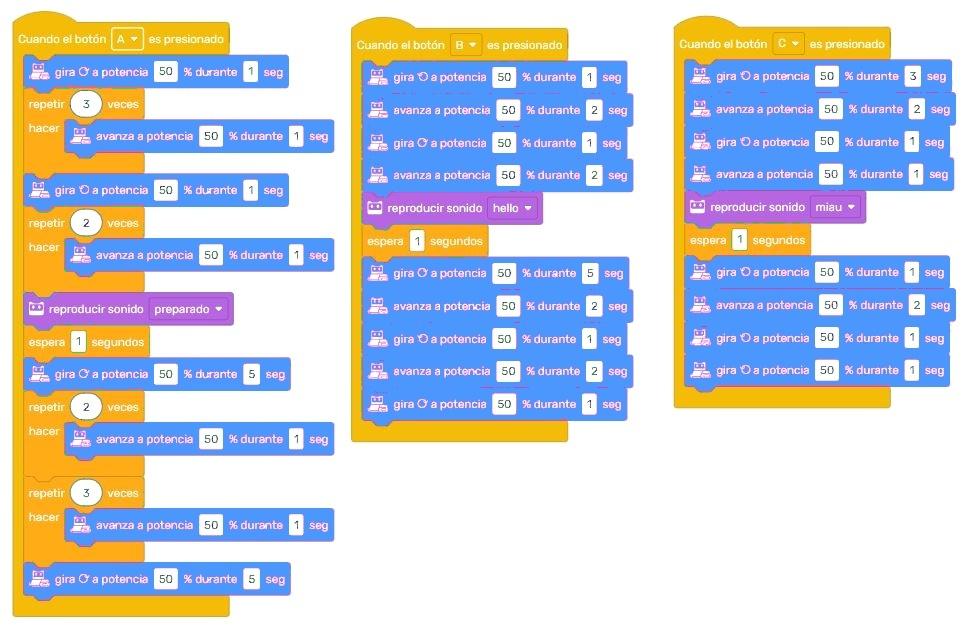 Cuando el botón A es presionado
gira ↻ a potencia 50 % durante 1 seg
repetir 3 veces
hacer
avanza a potencia 50 % durante 1 seg
gira ↺ a potencia 50 % durante 1 seg
repetir 2 veces
hacer
avanza a potencia 50 % durante 1 seg
reproducir sonido preparado
espera 1 segundos
gira ↻ a potencia 50 % durante 5 seg
repetir 2 veces
hacer
avanza a potencia 50 % durante 1 seg
repetir 3 veces
hacer
avanza a potencia 50 % durante 1 seg
gira ↻ a potencia 50 % durante 5 seg
Cuando el botón B es presionado
gira ↺ a potencia 50 % durante 1 seg
avanza a potencia 50 % durante 2 seg
gira ↻ a potencia 50 % durante 1 seg
avanza a potencia 50 % durante 2 seg
reproducir sonido hello
espera 1 segundos
gira ↻ a potencia 50 % durante 5 seg
avanza a potencia 50 % durante 2 seg
gira ↺ a potencia 50 % durante 1 seg
avanza a potencia 50 % durante 2 seg
gira ↻ a potencia 50 % durante 1 seg
Cuando el botón C es presionado
gira ↺ a potencia 50 % durante 3 seg
avanza a potencia 50 % durante 2 seg
gira ↺ a potencia 50 % durante 1 seg
avanza a potencia 50 % durante 1 seg
reproducir sonido miau
espera 1 segundos
gira ↺ a potencia 50 % durante 1 seg
avanza a potencia 50 % durante 2 seg
gira ↺ a potencia 50 % durante 1 seg
gira ↺ a potencia 50 % durante 1 seg